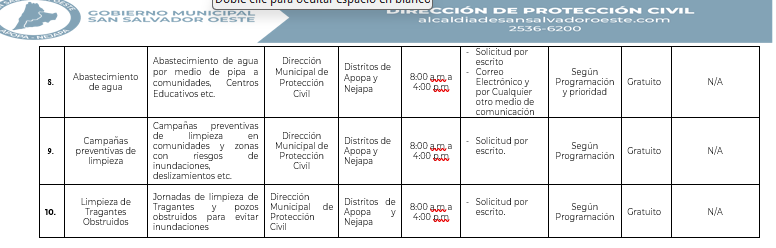 Doble clic para ocultar espacio en blanco
GOBIERNO MUNICIPAL
SAN SALVADOR OESTE
DIRECCIÓN DE PROTECCIÓN CIVIL
alcaldiadesansalvadoroeste.com
2536-6200
8.
Abastecimiento
de agua
Abastecimiento de agua
por medio de pipa a
comunidades, Centros
Educativos etc.
Dirección
Municipal de
Protección
Civil
Distritos de
Apopa y
Nejapa
8:00 a.m a
4:00 p.m
- Solicitud por
escrito
- Correo
Electrónico y
por Cualquier
otro medio de
comunicación
Según
Programación
y prioridad
Gratuito
N/A
9.
Campañas
preventivas de
limpieza
Campañas preventivas
de limpieza en
comunidades y zonas
con riesgos de
inundaciones,
deslizamientos etc.
Dirección
Municipal de
Protección
Civil
Distritos de
Apopa y
Nejapa
8:00 a.m a
4:00 p.m
- Solicitud por
escrito.
Según
Programación
Gratuito
N/A
10.
Limpieza de
Tragantes
Obstruidos
Jornadas de limpieza de
Tragantes y pozos
obstruidos para evitar
inundaciones
Dirección
Municipal de
Protección
Civil
Distritos de
Apopa y
Nejapa
8:00 a.m a
4:00 p.m
- Solicitud por
escrito.
Según
Programación
Gratuito
N/A